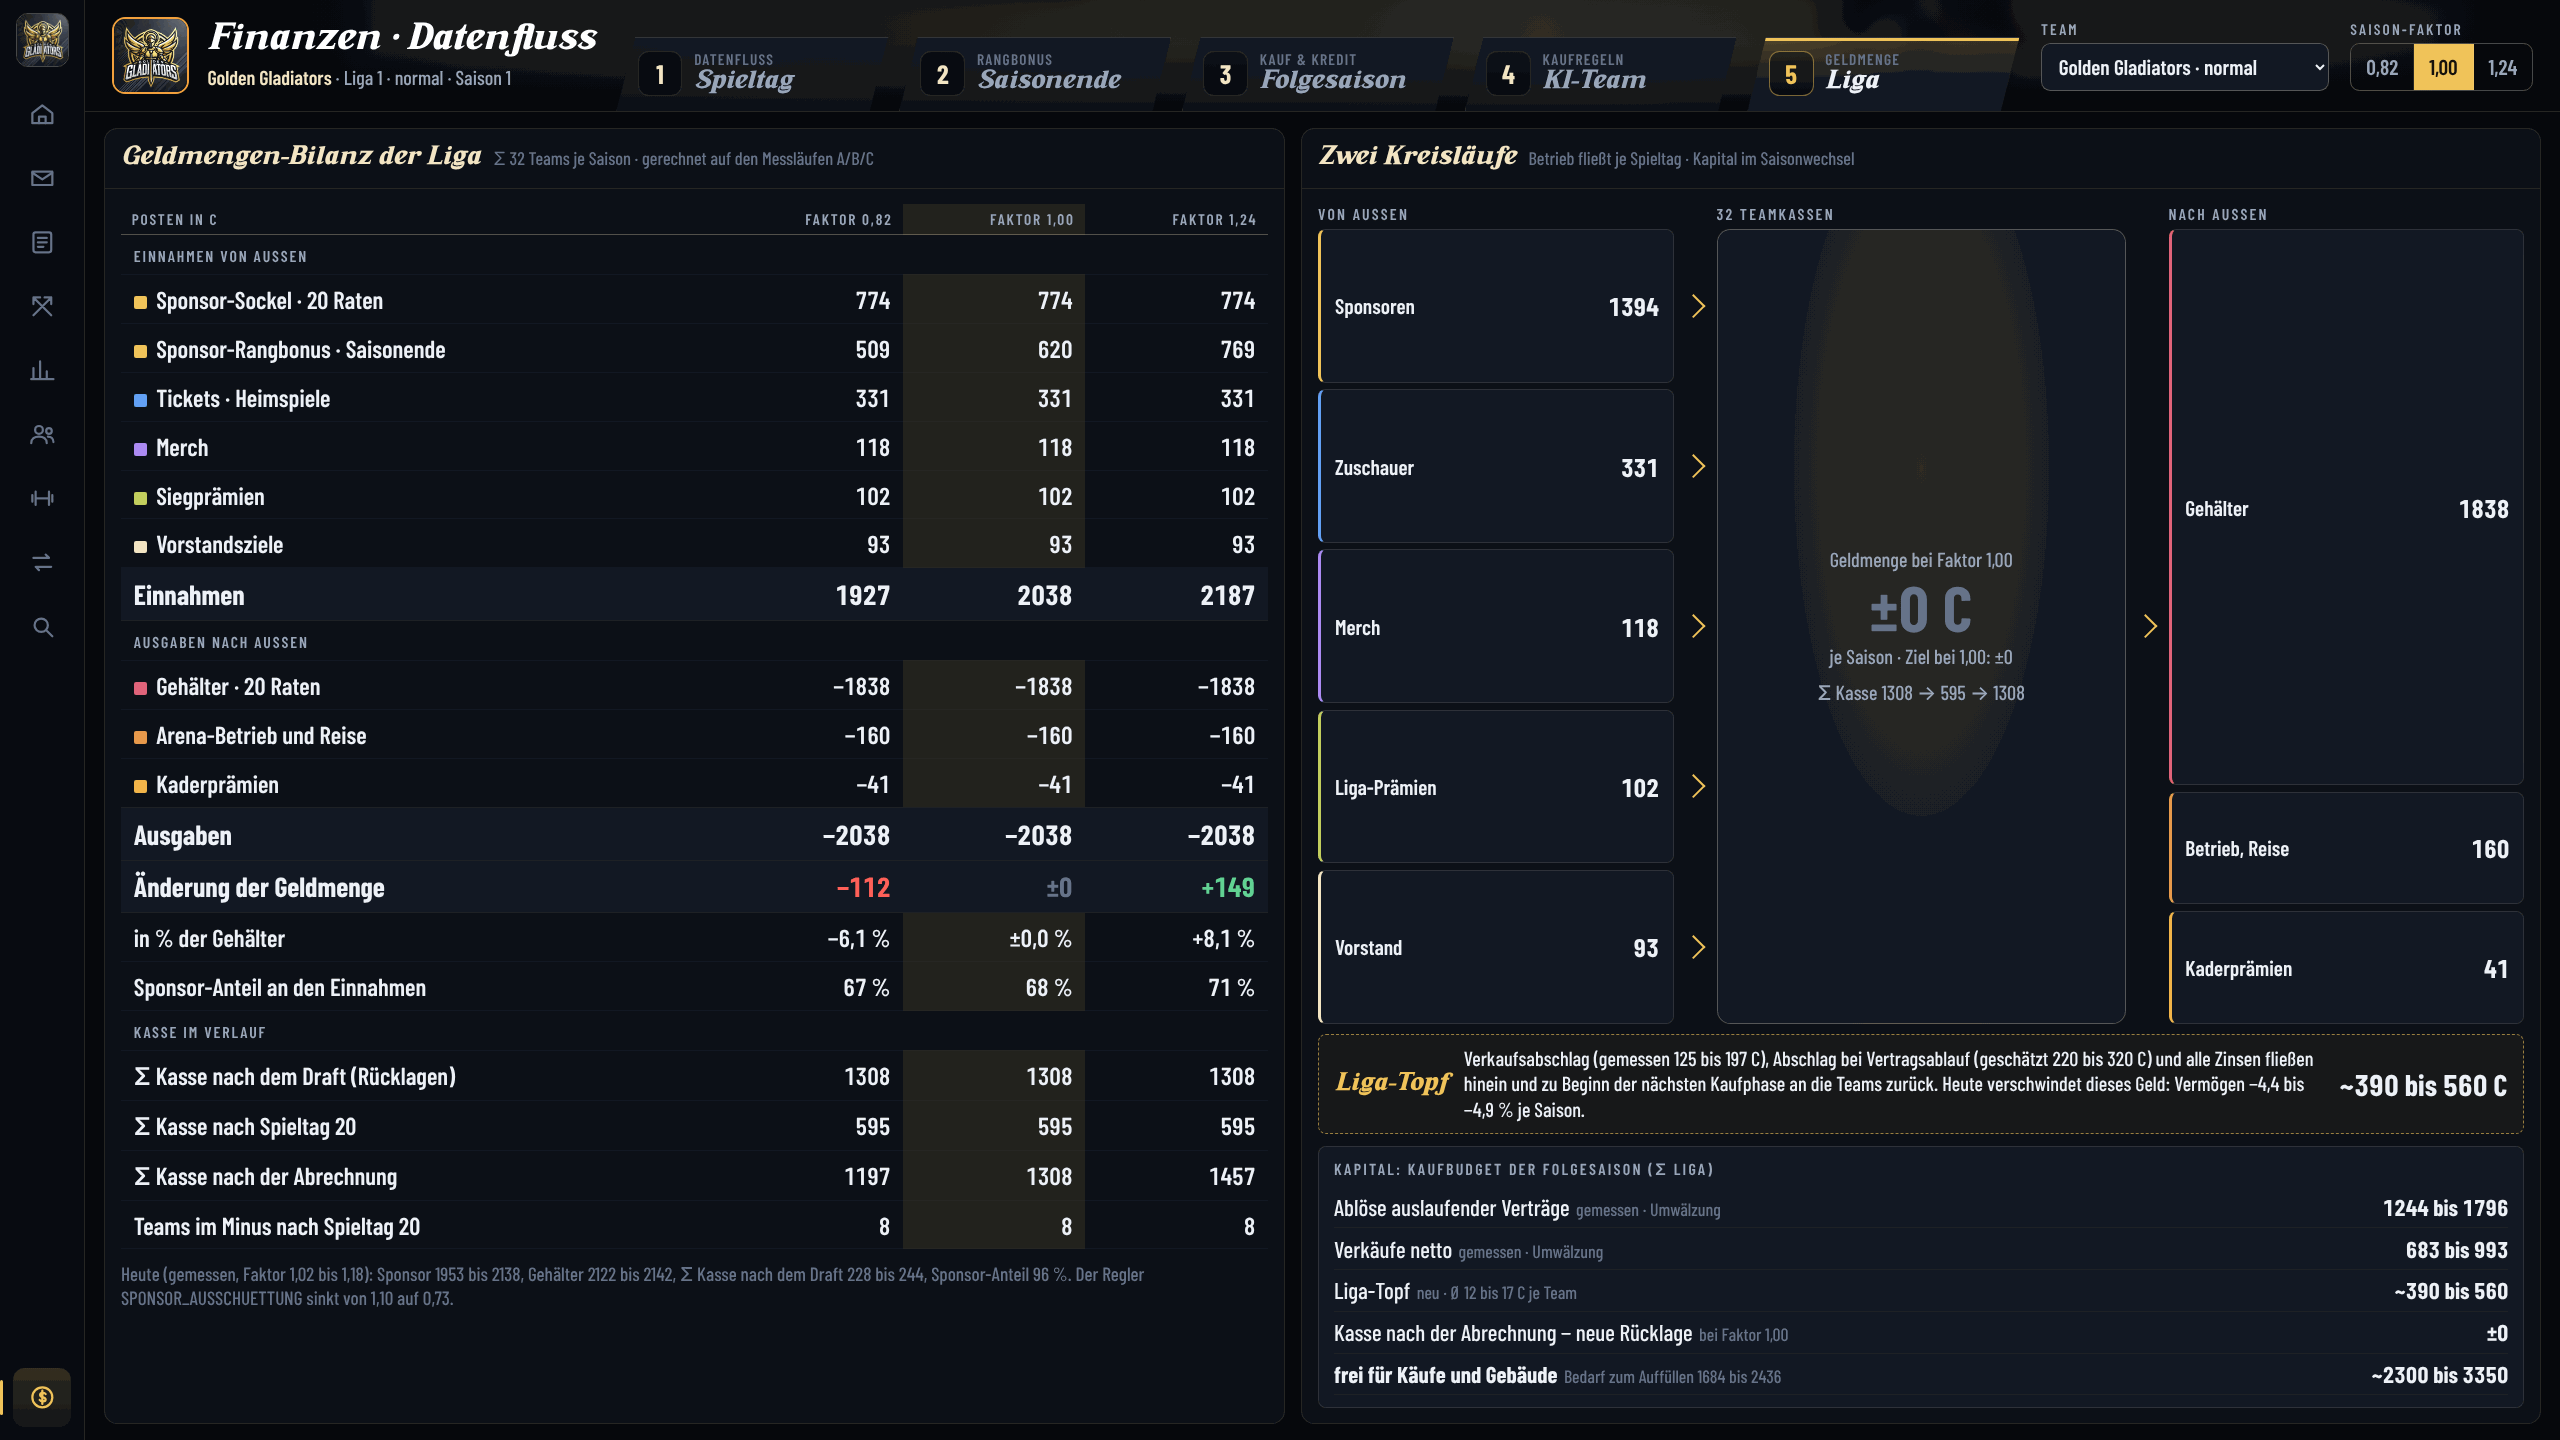 GLADIATORS
GLADIATORS
Finanzen · Datenfluss
Golden Gladiators · Liga 1 · normal · Saison 1
1 DATENFLUSS Spieltag
2 RANGBONUS Saisonende
3 KAUF & KREDIT Folgesaison
4 KAUFREGELN KI-Team
5 GELDMENGE Liga
TEAM
Golden Gladiators · normal
SAISON-FAKTOR
0,82 1,00 1,24
Geldmengen-Bilanz der Liga Σ 32 Teams je Saison · gerechnet auf den Messläufen A/B/C
POSTEN IN C FAKTOR 0,82 FAKTOR 1,00 FAKTOR 1,24
EINNAHMEN VON AUSSEN
Sponsor-Sockel · 20 Raten 774 774 774
Sponsor-Rangbonus · Saisonende 509 620 769
Tickets · Heimspiele 331 331 331
Merch 118 118 118
Siegprämien 102 102 102
Vorstandsziele 93 93 93
Einnahmen 1927 2038 2187
AUSGABEN NACH AUSSEN
Gehälter · 20 Raten −1838 −1838 −1838
Arena-Betrieb und Reise −160 −160 −160
Kaderprämien −41 −41 −41
Ausgaben −2038 −2038 −2038
Änderung der Geldmenge −112 ±0 +149
in % der Gehälter −6,1 % ±0,0 % +8,1 %
Sponsor-Anteil an den Einnahmen 67 % 68 % 71 %
KASSE IM VERLAUF
Σ Kasse nach dem Draft (Rücklagen) 1308 1308 1308
Σ Kasse nach Spieltag 20 595 595 595
Σ Kasse nach der Abrechnung 1197 1308 1457
Teams im Minus nach Spieltag 20 8 8 8
Heute (gemessen, Faktor 1,02 bis 1,18): Sponsor 1953 bis 2138, Gehälter 2122 bis 2142, Σ Kasse nach dem Draft 228 bis 244, Sponsor-Anteil 96 %. Der Regler
SPONSOR_AUSSCHUETTUNG sinkt von 1,10 auf 0,73.
Zwei Kreisläufe Betrieb fließt je Spieltag · Kapital im Saisonwechsel
VON AUSSEN
Sponsoren 1394
Zuschauer 331
Merch 118
Liga-Prämien 102
Vorstand 93
32 TEAMKASSEN
Geldmenge bei Faktor 1,00
±0 C
je Saison · Ziel bei 1,00: ±0
Σ Kasse 1308 → 595 → 1308
NACH AUSSEN
Gehälter 1838
Betrieb, Reise 160
Kaderprämien 41
Liga-Topf
Verkaufsabschlag (gemessen 125 bis 197 C), Abschlag bei Vertragsablauf (geschätzt 220 bis 320 C) und alle Zinsen fließen
hinein und zu Beginn der nächsten Kaufphase an die Teams zurück. Heute verschwindet dieses Geld: Vermögen −4,4 bis
−4,9 % je Saison.
~390 bis 560 C
KAPITAL: KAUFBUDGET DER FOLGESAISON (Σ LIGA)
Ablöse auslaufender Verträge gemessen · Umwälzung 1244 bis 1796
Verkäufe netto gemessen · Umwälzung 683 bis 993
Liga-Topf neu · Ø 12 bis 17 C je Team ~390 bis 560
Kasse nach der Abrechnung − neue Rücklage bei Faktor 1,00 ±0
frei für Käufe und Gebäude Bedarf zum Auffüllen 1684 bis 2436 ~2300 bis 3350